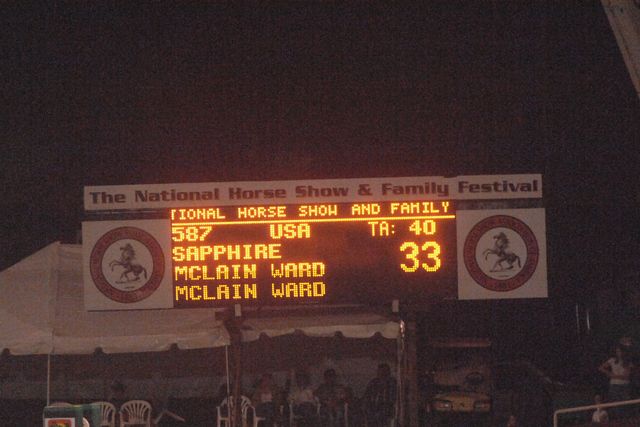 The National Horse Show & Family Festival
TIONAL HORSE SHOW AND FAMILY
587 USA TA: 40
SAPPHIRE 33
MCLAIN WARD
MCLAIN WARD